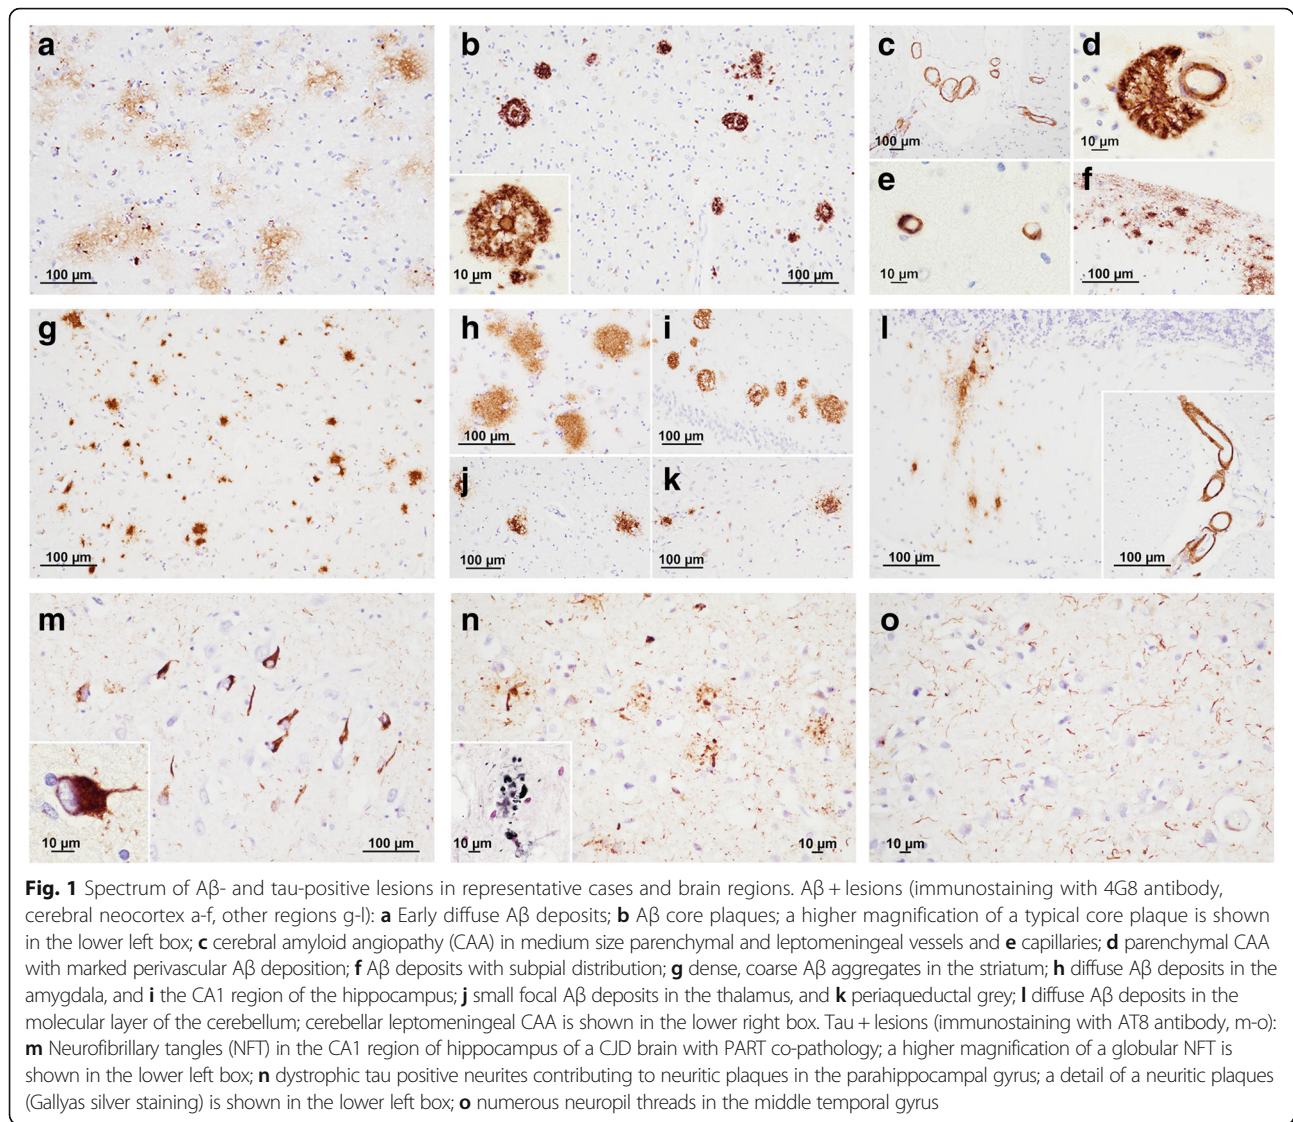 a
b
c
d
100 µm
10 µm
e
f
10 µm
100 µm
10 µm
100 µm
100 µm
g
h
i
l
100 µm
100 µm
j
k
100 µm
100 µm
100 µm
100 µm
100 µm
m
n
o
10 µm
100 µm
10 µm
10 µm
10 µm
Fig. 1 Spectrum of Aβ- and tau-positive lesions in representative cases and brain regions. Aβ + lesions (immunostaining with 4G8 antibody,
cerebral neocortex a-f, other regions g-l): a Early diffuse Aβ deposits; b Aβ core plaques; a higher magnification of a typical core plaque is shown
in the lower left box; c cerebral amyloid angiopathy (CAA) in medium size parenchymal and leptomeningeal vessels and e capillaries; d parenchymal CAA
with marked perivascular Aβ deposition; f Aβ deposits with subpial distribution; g dense, coarse Aβ aggregates in the striatum; h diffuse Aβ deposits in the
amygdala, and i the CA1 region of the hippocampus; j small focal Aβ deposits in the thalamus, and k periaqueductal grey; l diffuse Aβ deposits in the
molecular layer of the cerebellum; cerebellar leptomeningeal CAA is shown in the lower right box. Tau + lesions (immunostaining with AT8 antibody, m-o):
m Neurofibrillary tangles (NFT) in the CA1 region of hippocampus of a CJD brain with PART co-pathology; a higher magnification of a globular NFT is
shown in the lower left box; n dystrophic tau positive neurites contributing to neuritic plaques in the parahippocampal gyrus; a detail of a neuritic plaques
(Gallyas silver staining) is shown in the lower left box; o numerous neuropil threads in the middle temporal gyrus